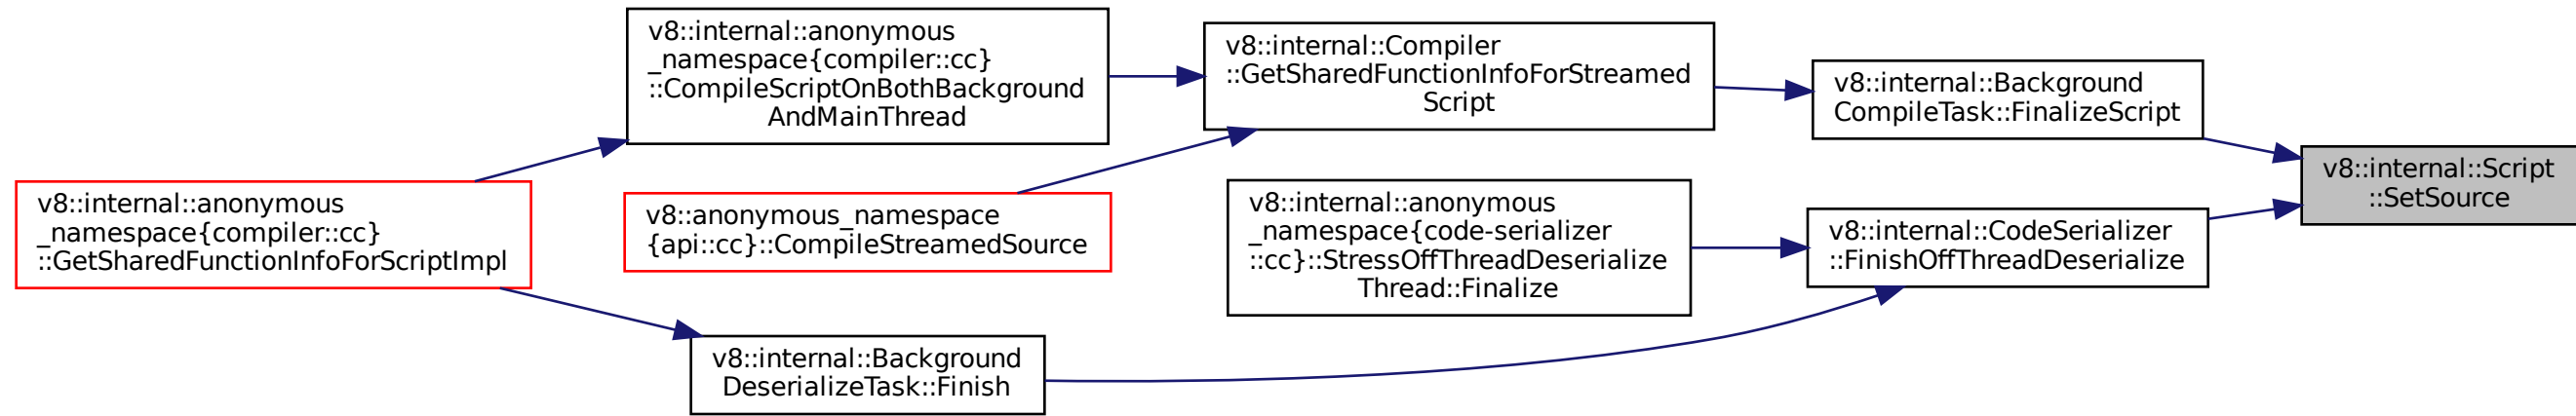 v8::internal::anonymous
_namespace{compiler::cc}
::CompileScriptOnBothBackground
AndMainThread
v8::internal::Compiler
::GetSharedFunctionInfoForStreamed
Script
v8::internal::Background
CompileTask::FinalizeScript
v8::internal::Script
::SetSource
v8::internal::anonymous
_namespace{compiler::cc}
::GetSharedFunctionInfoForScriptImpl
v8::anonymous_namespace
{api::cc}::CompileStreamedSource
v8::internal::anonymous
_namespace{code-serializer
::cc}::StressOffThreadDeserialize
Thread::Finalize
v8::internal::CodeSerializer
::FinishOffThreadDeserialize
v8::internal::Background
DeserializeTask::Finish